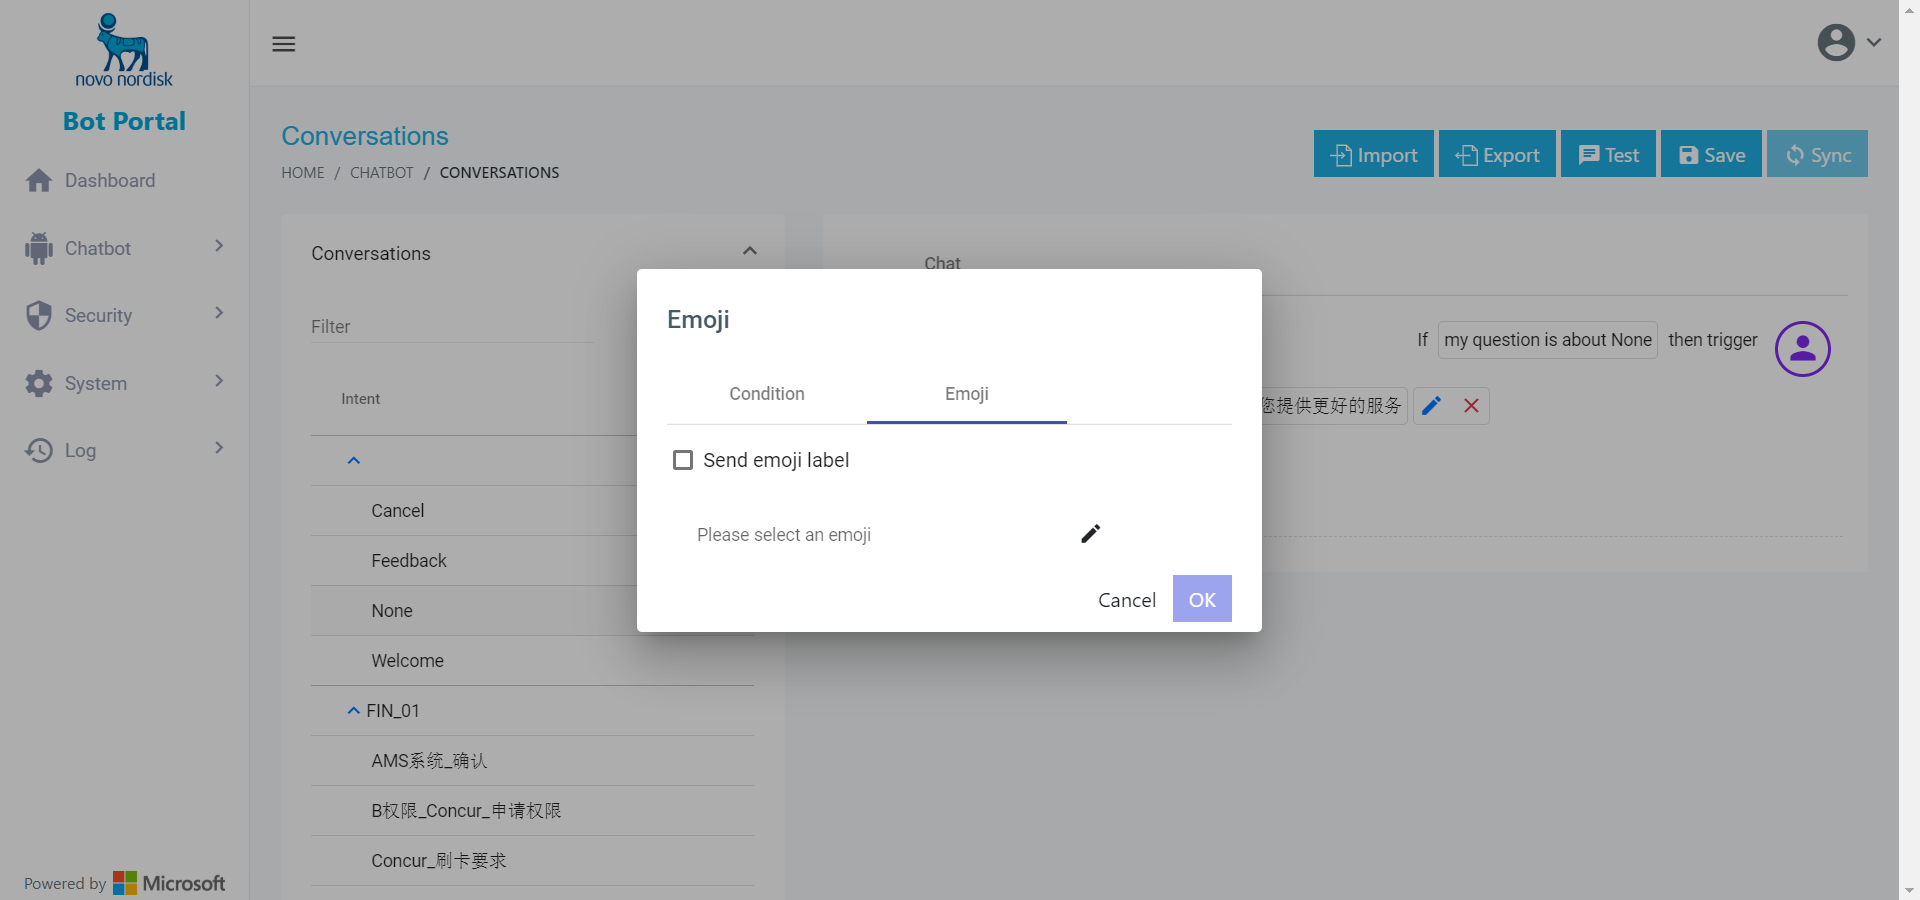 novo nordisk
Bot Portal
Dashboard
Chatbot
Security
System
Log
Powered by Microsoft
Conversations
HOME / CHATBOT / CONVERSATIONS
Import
Export
Test
Save
Sync
Conversations
Filter
Intent
Cancel
Feedback
None
Welcome
FIN_01
AMS系统_确认
B权限_Concur_申请权限
Concur_刷卡要求
Chat
If my question is about None then trigger
您提供更好的服务
Emoji
Condition
Emoji
Send emoji label
Please select an emoji
Cancel
OK